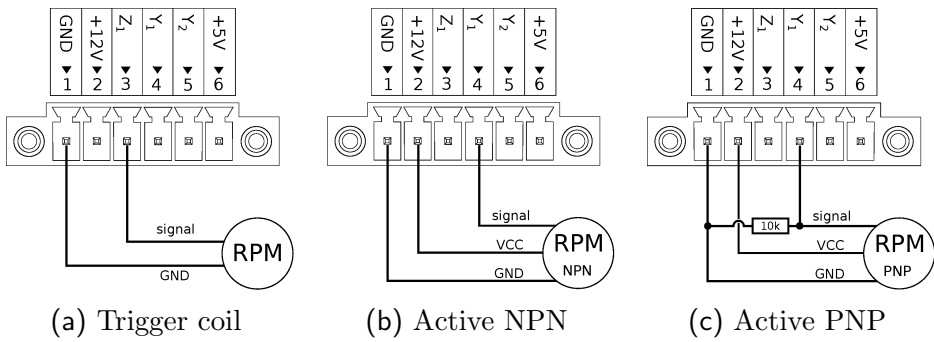 GND ▼ 1
+12V ▼ 2
Z₁ ▼ 3
Y₁ ▼ 4
Y₂ ▼ 5
+5V ▼ 6
signal
GND
RPM
(a) Trigger coil
GND ▼ 1
+12V ▼ 2
Z₁ ▼ 3
Y₁ ▼ 4
Y₂ ▼ 5
+5V ▼ 6
signal
VCC
GND
RPM
NPN
(b) Active NPN
GND ▼ 1
+12V ▼ 2
Z₁ ▼ 3
Y₁ ▼ 4
Y₂ ▼ 5
+5V ▼ 6
10k
signal
VCC
GND
RPM
PNP
(c) Active PNP